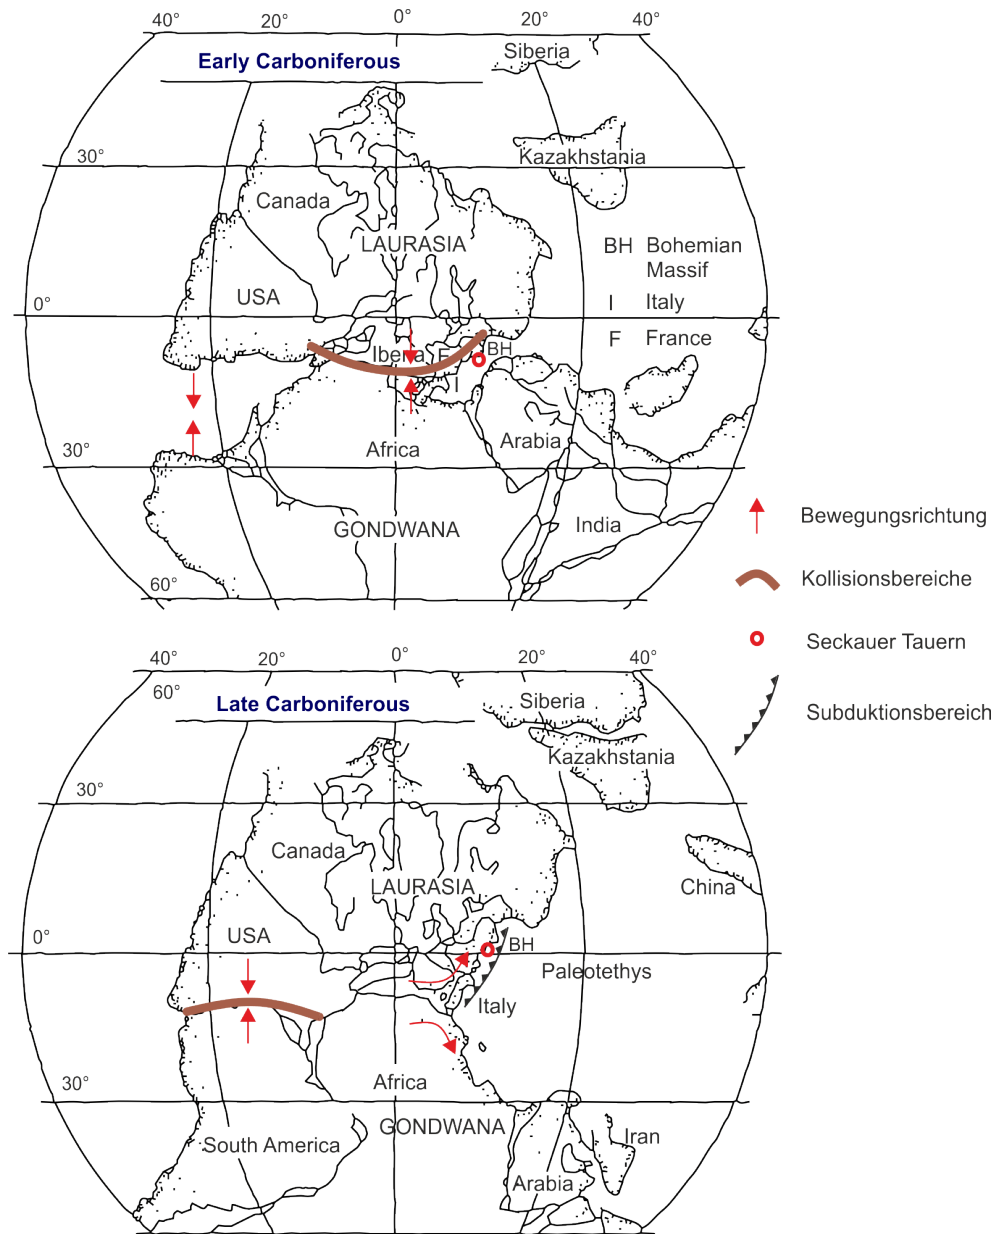 40° 20° 0° 20° 40°
Siberia
Early Carboniferous
30°
Kazakhstania
Canada
LAURASIA
BH Bohemian
Massif
USA
I Italy
0°
F France
Iberia F BH
I
Africa
Arabia
30°
GONDWANA
India
60°
Bewegungsrichtung
Kollisionsbereiche
Seckauer Tauern
Subduktionsbereich
40° 20° 0° 20° 40°
60°
Siberia
Late Carboniferous
Kazakhstania
30°
Canada
China
LAURASIA
USA
0°
BH
Paleotethys
Italy
30°
Africa
GONDWANA
Iran
South America
Arabia